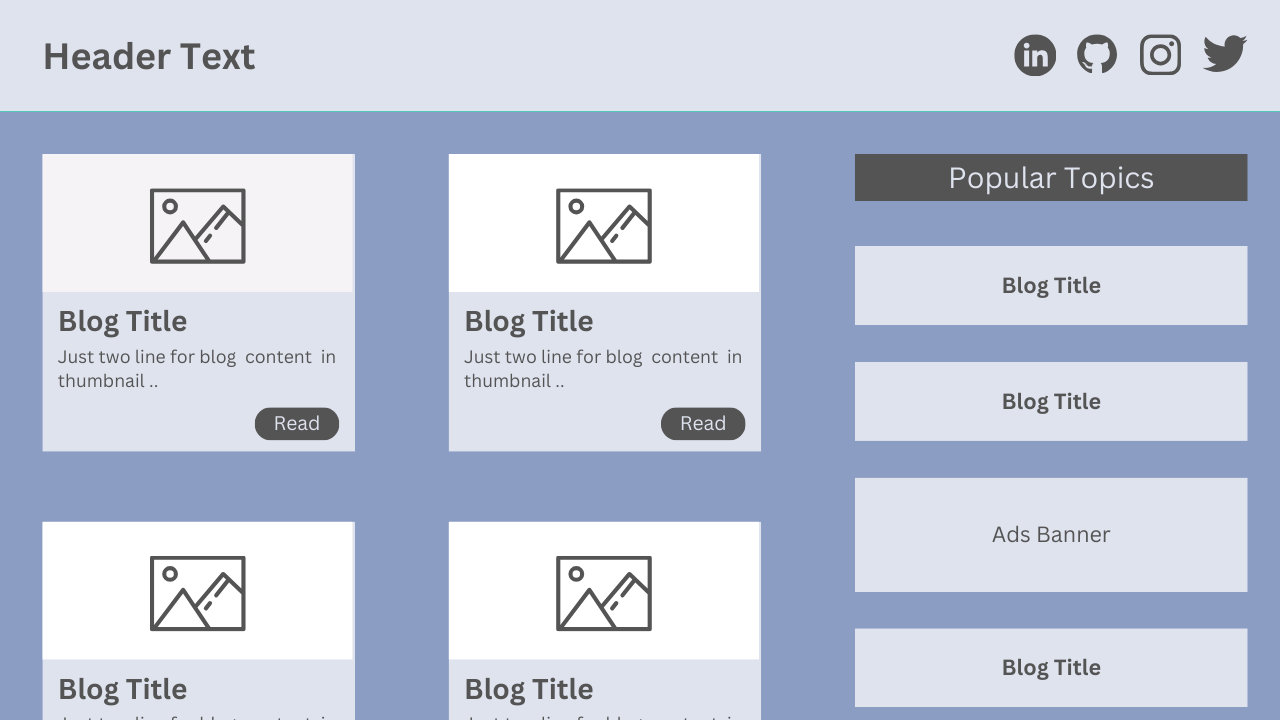 Header Text
in
Blog Title
Just two line for blog content in
thumbnail ..
Read
Blog Title
Just two line for blog content in
thumbnail ..
Read
Blog Title
Blog Title
Popular Topics
Blog Title
Blog Title
Ads Banner
Blog Title